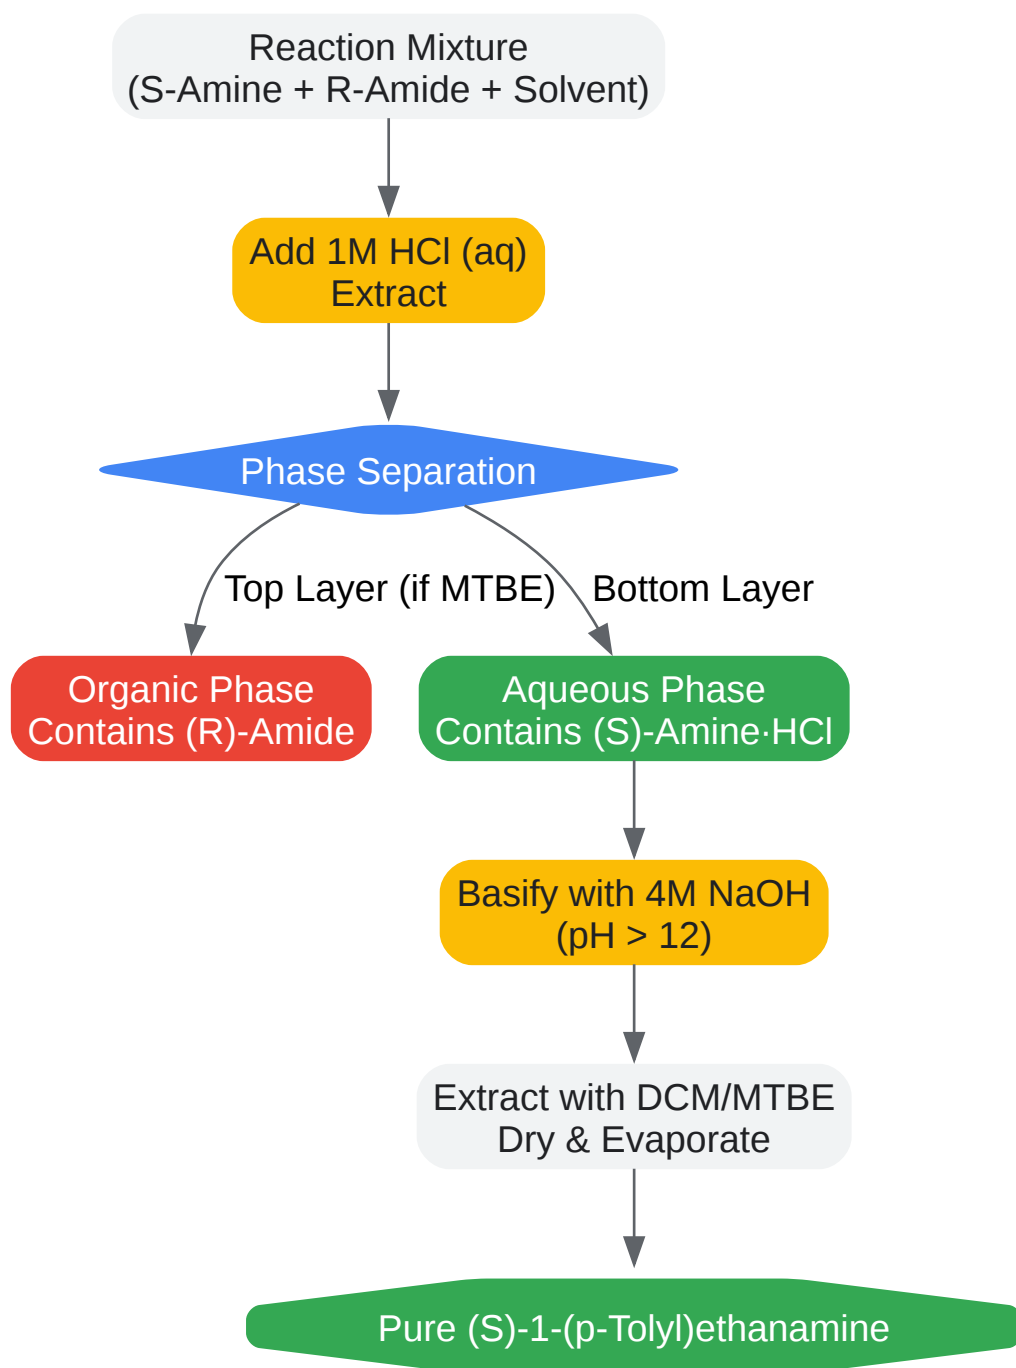 Reaction Mixture
(S-Amine + R-Amide + Solvent)
Add 1M HCl (aq)
Extract
Phase Separation
Top Layer (if MTBE)
Bottom Layer
Organic Phase
Contains (R)-Amide
Aqueous Phase
Contains (S)-Amine·HCl
Basify with 4M NaOH
(pH > 12)
Extract with DCM/MTBE
Dry & Evaporate
Pure (S)-1-(p-Tolyl)ethanamine